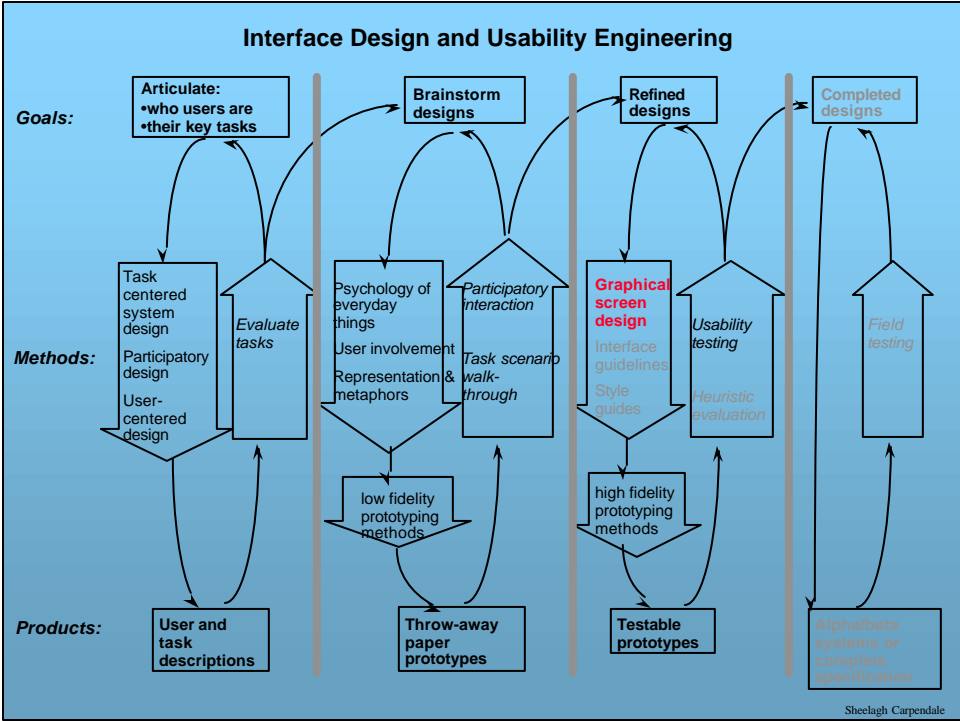 Interface Design and Usability Engineering
Goals:
Articulate:
•who users are
•their key tasks
Brainstorm
designs
Refined
designs
Completed
designs
Methods:
Task
centered
system
design
Participatory
design
User-
centered
design
Evaluate
tasks
Psychology of
everyday
things
User involvement
Representation &
metaphors
low fidelity
prototyping
methods
Participatory
interaction
Task scenario
walk-
through
Graphical
screen
design
Interface
guidelines
Style
guides
high fidelity
prototyping
methods
Usability
testing
Heuristic
evaluation
Field
testing
Products:
User and
task
descriptions
Throw-away
paper
prototypes
Testable
prototypes
Alpha/beta
systems or
complete
specification
Sheelagh Carpendale